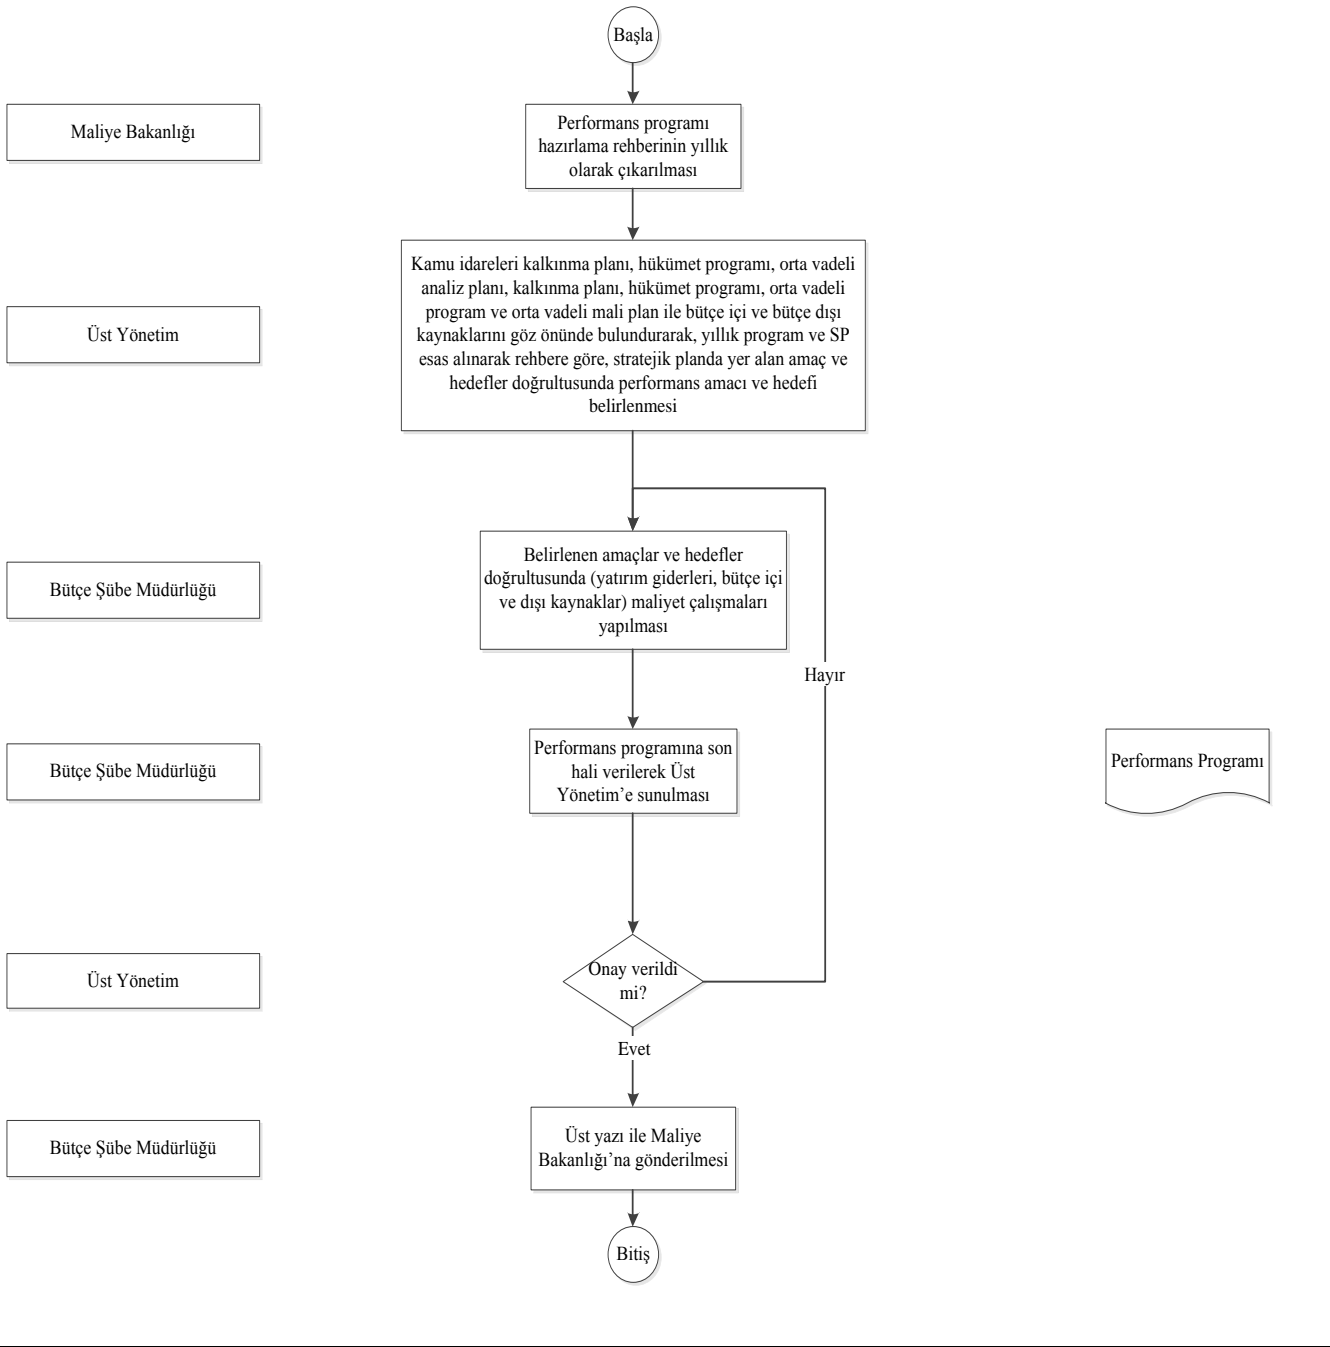 Başla
Maliye Bakanlığı
Performans programı
hazırlama rehberinin yıllık
olarak çıkarılması
Üst Yönetim
Kamu idareleri kalkınma planı, hükümet programı, orta vadeli
analiz planı, kalkınma planı, hükümet programı, orta vadeli
program ve orta vadeli mali plan ile bütçe içi ve bütçe dışı
kaynaklarını göz önünde bulundurarak, yıllık program ve SP
esas alınarak rehbere göre, stratejik planda yer alan amaç ve
hedefler doğrultusunda performans amacı ve hedefi
belirlenmesi
Bütçe Şübe Müdürlüğü
Belirlenen amaçlar ve hedefler
doğrultusunda (yatırım giderleri, bütçe içi
ve dışı kaynaklar) maliyet çalışmaları
yapılması
Hayır
Bütçe Şübe Müdürlüğü
Performans programına son
hali verilerek Üst
Yönetim’e sunulması
Performans Programı
Üst Yönetim
Onay verildi
mi?
Evet
Bütçe Şübe Müdürlüğü
Üst yazı ile Maliye
Bakanlığı’na gönderilmesi
Bitiş